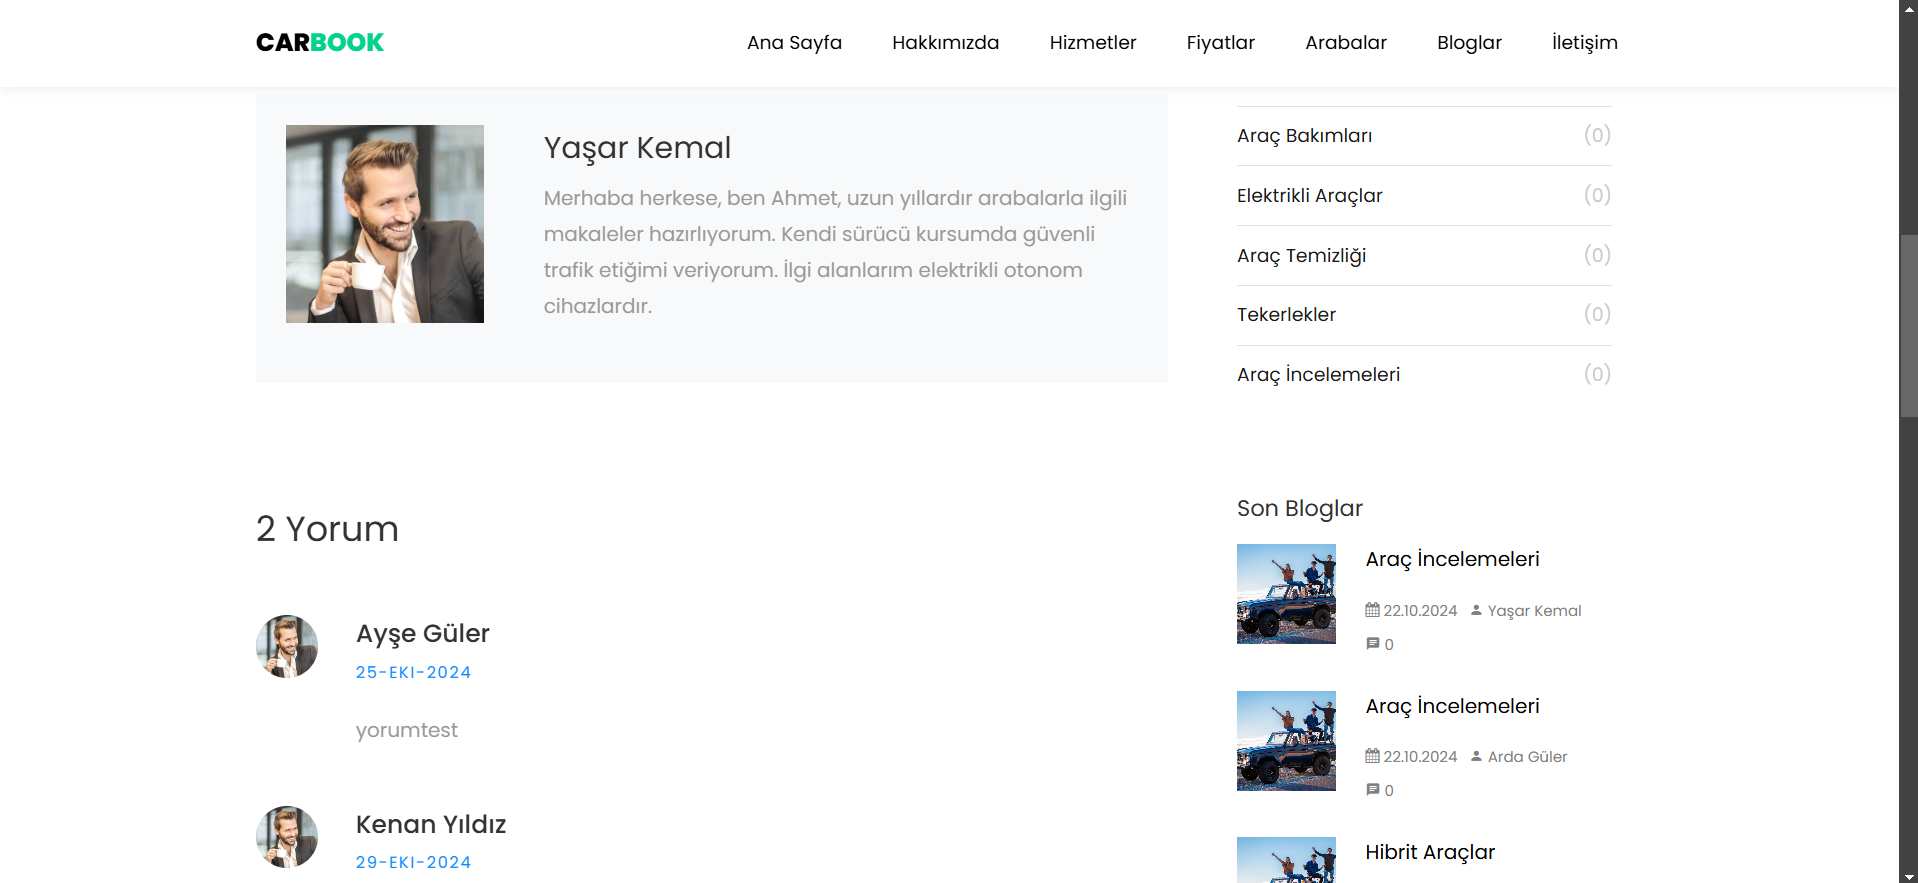 CARBOOK
Ana Sayfa
Hakkımızda
Hizmetler
Fiyatlar
Arabalar
Bloglar
İletişim
Yaşar Kemal
Merhaba herkese, ben Ahmet, uzun yıllardır arabalarla ilgili
makaleler hazırlıyorum. Kendi sürücü kursumda güvenli
trafik etiğimi veriyorum. İlgi alanlarım elektrikli otonom
cihazlardır.
2 Yorum
Ayşe Güler
25-EKI-2024
yorumtest
Kenan Yıldız
29-EKI-2024
Araç Bakımları (0)
Elektrikli Araçlar (0)
Araç Temizliği (0)
Tekerlekler (0)
Araç İncelemeleri (0)
Son Bloglar
Araç İncelemeleri
22.10.2024 Yaşar Kemal
0
Araç İncelemeleri
22.10.2024 Arda Güler
0
Hibrit Araçlar